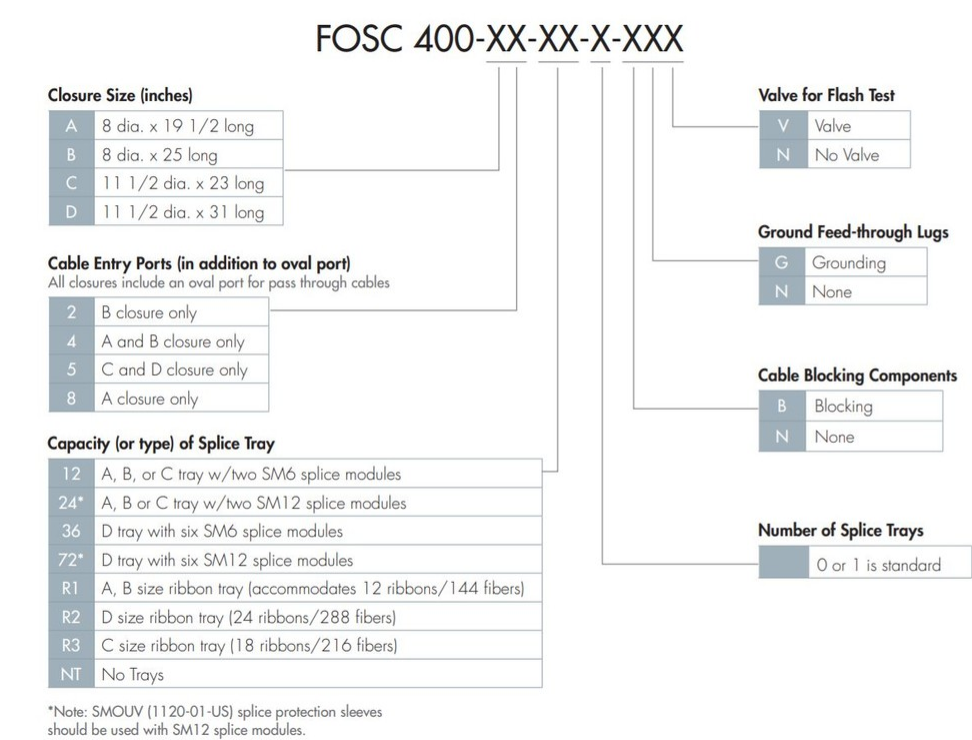 FOSC 400-XX-XX-X-XXX
Closure Size (inches)
A 8 dia. x 19 1/2 long
B 8 dia. x 25 long
C 11 1/2 dia. x 23 long
D 11 1/2 dia. x 31 long
Cable Entry Ports (in addition to oval port)
All closures include an oval port for pass through cables
2 B closure only
4 A and B closure only
5 C and D closure only
8 A closure only
Capacity (or type) of Splice Tray
12 A, B, or C tray w/two SM6 splice modules
24* A, B or C tray w/two SM12 splice modules
36 D tray with six SM6 splice modules
72* D tray with six SM12 splice modules
R1 A, B size ribbon tray (accommodates 12 ribbons/144 fibers)
R2 D size ribbon tray (24 ribbons/288 fibers)
R3 C size ribbon tray (18 ribbons/216 fibers)
NT No Trays
*Note: SMOUV (1120-01-US) splice protection sleeves
should be used with SM12 splice modules.
Valve for Flash Test
V Valve
N No Valve
Ground Feed-through Lugs
G Grounding
N None
Cable Blocking Components
B Blocking
N None
Number of Splice Trays
0 or 1 is standard